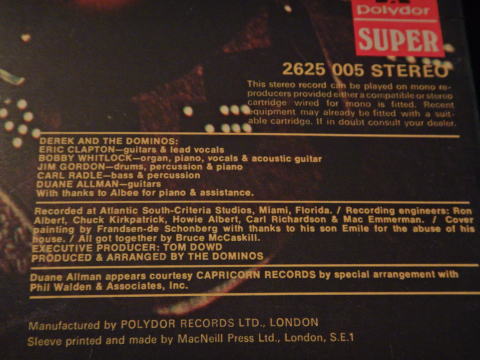 polydor
SUPER
2625 005 STEREO
This stereo record can be played on mono re-
producers provided either a compatible or stereo
cartridge wired for mono is fitted. Recent
equipment may already be fitted with a
suitable cartridge. If in doubt consult your dealer.
DEREK AND THE DOMINOS:
ERIC CLAPTON—guitars & lead vocals
BOBBY WHITLOCK—organ, piano, vocals & acoustic guitar
JIM GORDON—drums, percussion & piano
CARL RADLE—bass & percussion
DUANE ALLMAN—guitars
With thanks to Albee for piano & assistance.
Recorded at Atlantic South-Criteria Studios, Miami, Florida. / Recording engineers: Ron
Albert, Chuck Kirkpatrick, Howie Albert, Carl Richardson & Mac Emmerman. / Cover
painting by Frandsen-de Schonberg with thanks to his son Emile for the abuse of his
house. / All got together by Bruce McCaskill.
EXECUTIVE PRODUCER: TOM DOWD
PRODUCED & ARRANGED BY THE DOMINOS
Duane Allman appears courtesy CAPRICORN RECORDS by special arrangement with
Phil Walden & Associates, Inc.
Manufactured by POLYDOR RECORDS LTD., LONDON
Sleeve printed and made by MacNeill Press Ltd., London, S.E.1